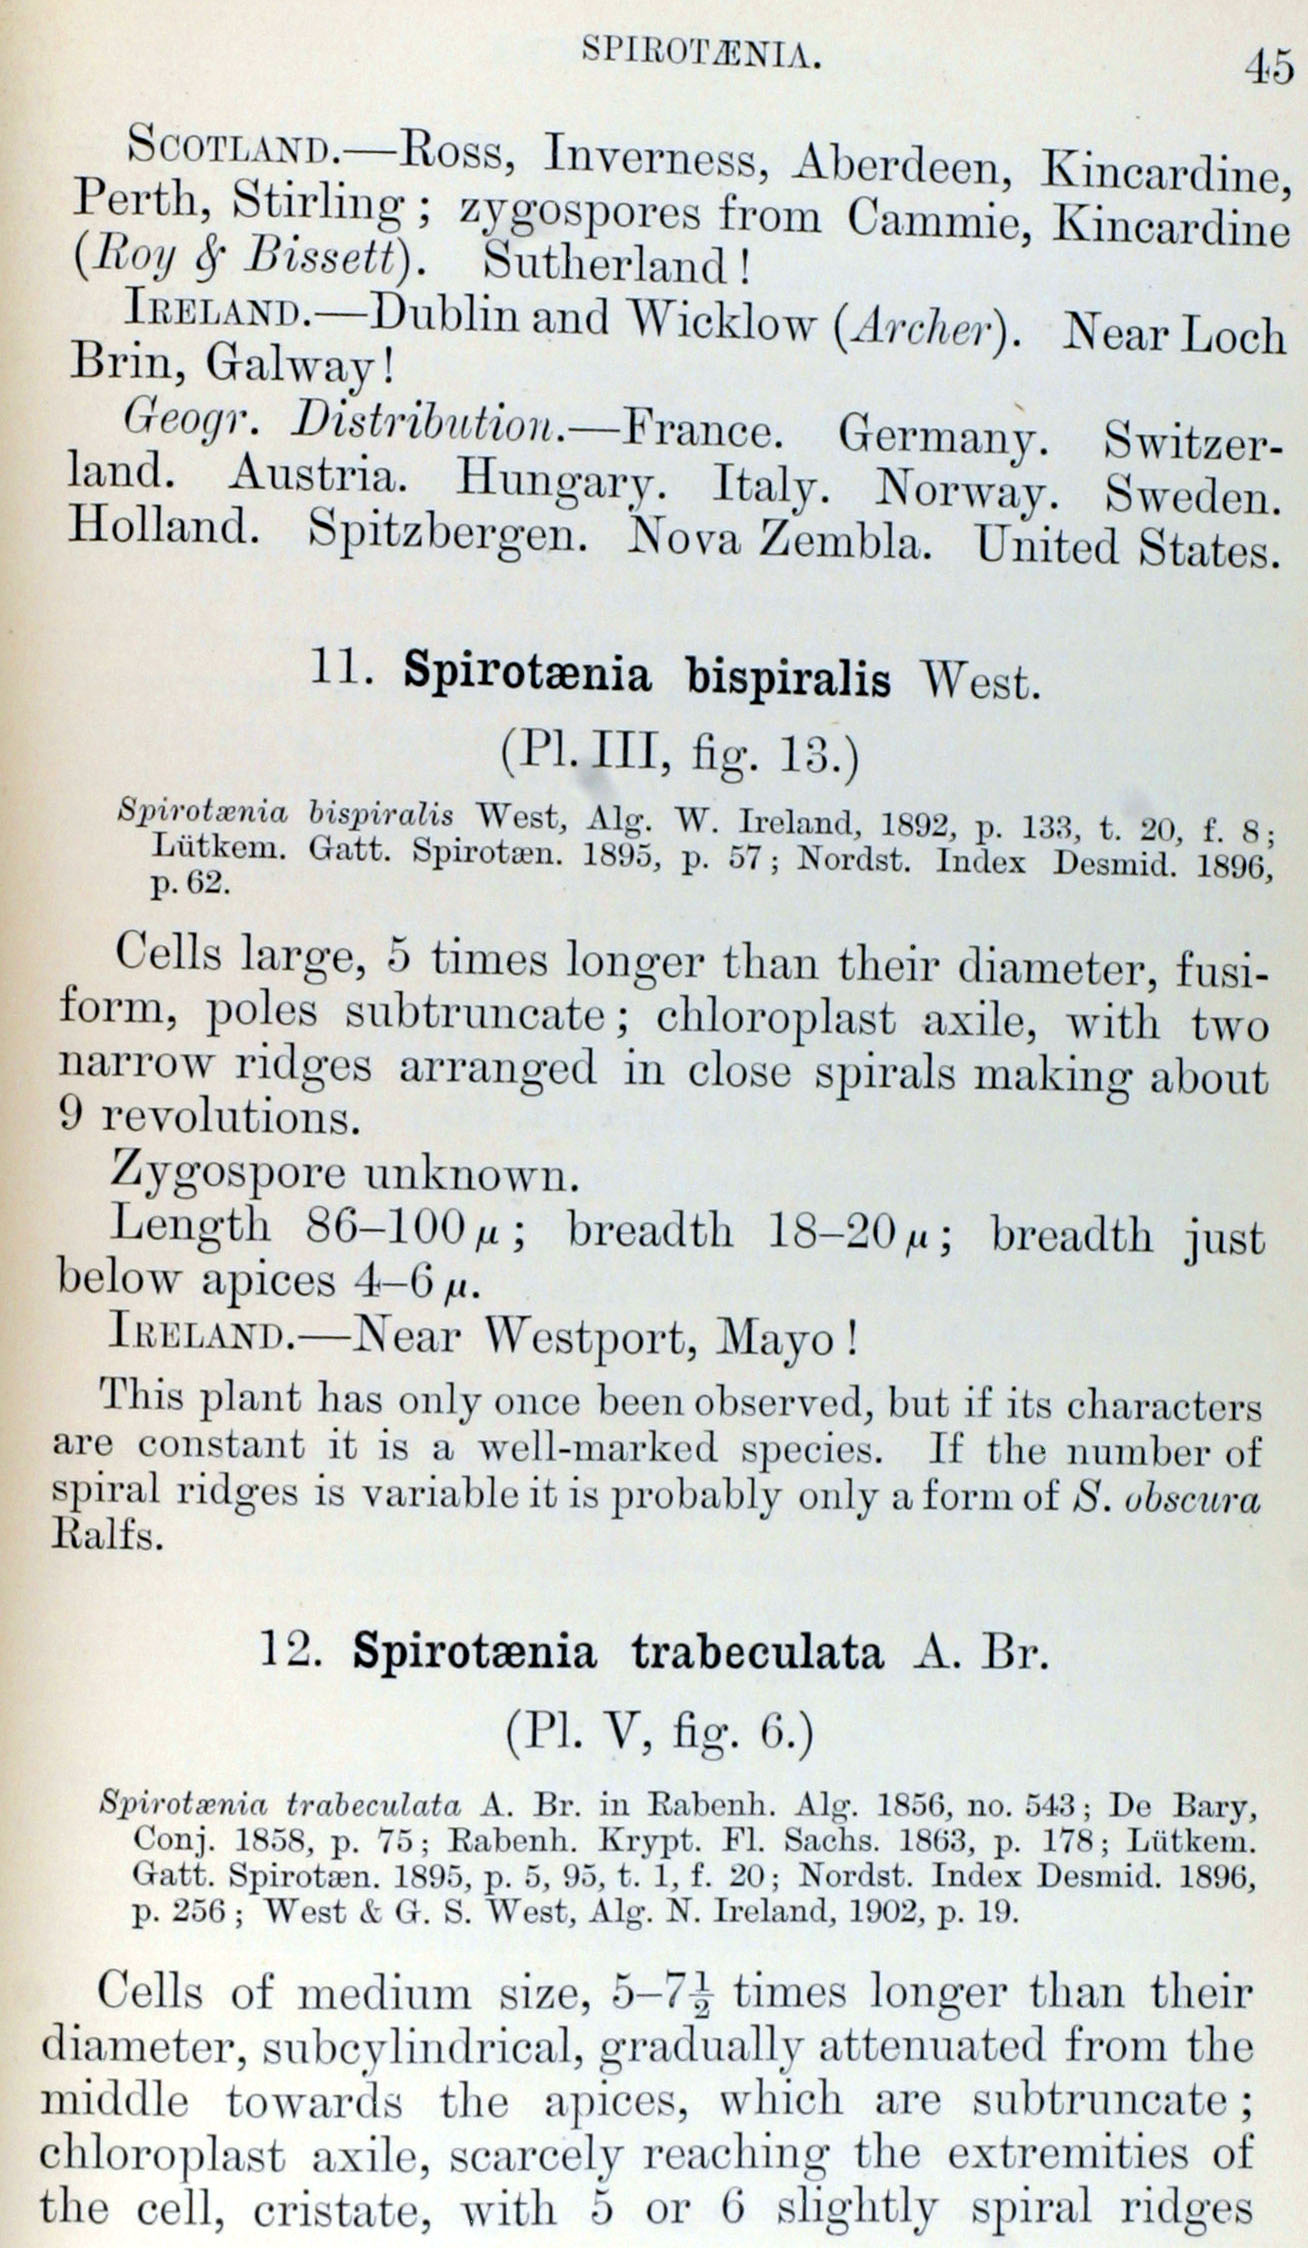 SPIROTÆNIA.
45
SCOTLAND.—Ross, Inverness, Aberdeen, Kincardine,
Perth, Stirling; zygospores from Cammie, Kincardine
(Roy & Bissett). Sutherland!
IRELAND.—Dublin and Wicklow (Archer). Near Loch
Brin, Galway!
Geogr. Distribution.—France. Germany. Switzer-
land. Austria. Hungary. Italy. Norway. Sweden.
Holland. Spitzbergen. Nova Zembla. United States.
11. Spirotænia bispiralis West.
(Pl. III, fig. 13.)
Spirotænia bispiralis West, Alg. W. Ireland, 1892, p. 133, t. 20, f. 8;
Lütkem. Gatt. Spirotæn. 1895, p. 57; Nordst. Index Desmid. 1896,
p. 62.
Cells large, 5 times longer than their diameter, fusi-
form, poles subtruncate; chloroplast axile, with two
narrow ridges arranged in close spirals making about
9 revolutions.
Zygospore unknown.
Length 86–100 μ; breadth 18–20 μ; breadth just
below apices 4–6 μ.
IRELAND.—Near Westport, Mayo!
This plant has only once been observed, but if its characters
are constant it is a well-marked species. If the number of
spiral ridges is variable it is probably only a form of S. obscura
Ralfs.
12. Spirotænia trabeculata A. Br.
(Pl. V, fig. 6.)
Spirotænia trabeculata A. Br. in Rabenh. Alg. 1856, no. 543; De Bary,
Conj. 1858, p. 75; Rabenh. Krypt. Fl. Sachs. 1863, p. 178; Lütkem.
Gatt. Spirotæn. 1895, p. 5, 95, t. 1, f. 20; Nordst. Index Desmid. 1896,
p. 256; West & G. S. West, Alg. N. Ireland, 1902, p. 19.
Cells of medium size, 5–7½ times longer than their
diameter, subcylindrical, gradually attenuated from the
middle towards the apices, which are subtruncate;
chloroplast axile, scarcely reaching the extremities of
the cell, cristate, with 5 or 6 slightly spiral ridges